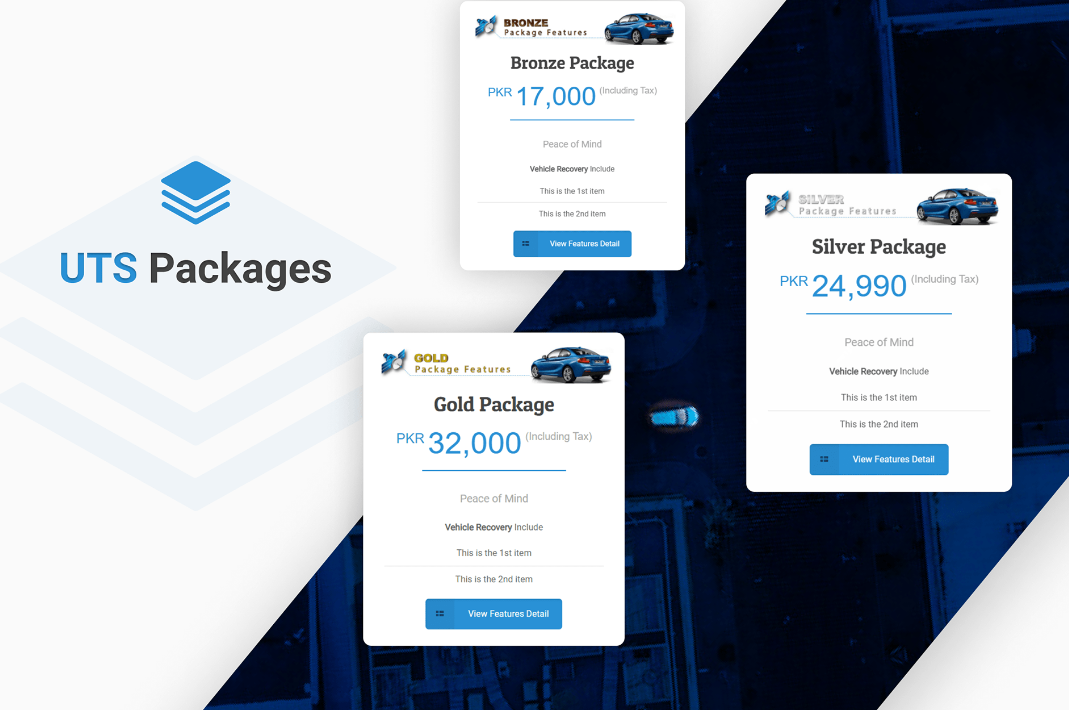 UTS Packages
BRONZE
Package Features
Bronze Package
PKR 17,000 (Including Tax)
Peace of Mind
Vehicle Recovery Include
This is the 1st item
This is the 2nd item
View Features Detail
SILVER
Package Features
Silver Package
PKR 24,990 (Including Tax)
Peace of Mind
Vehicle Recovery Include
This is the 1st item
This is the 2nd item
View Features Detail
GOLD
Package Features
Gold Package
PKR 32,000 (Including Tax)
Peace of Mind
Vehicle Recovery Include
This is the 1st item
This is the 2nd item
View Features Detail